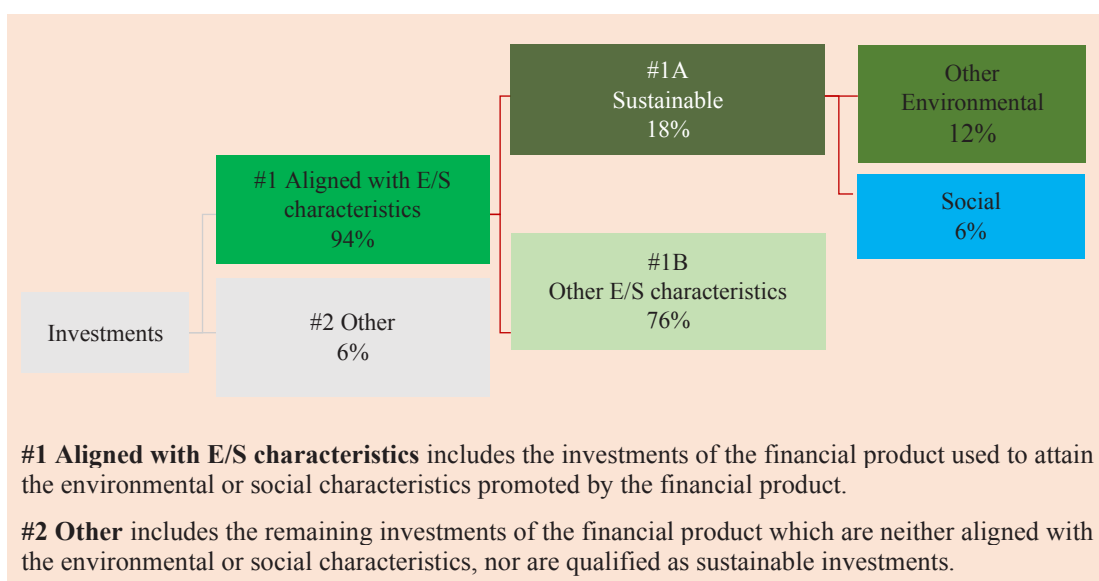 #1A
Sustainable
18%
Other
Environmental
12%
#1 Aligned with E/S
characteristics
94%
Social
6%
#1B
Other E/S characteristics
76%
Investments
#2 Other
6%
#1 Aligned with E/S characteristics includes the investments of the financial product used to attain
the environmental or social characteristics promoted by the financial product.
#2 Other includes the remaining investments of the financial product which are neither aligned with
the environmental or social characteristics, nor are qualified as sustainable investments.